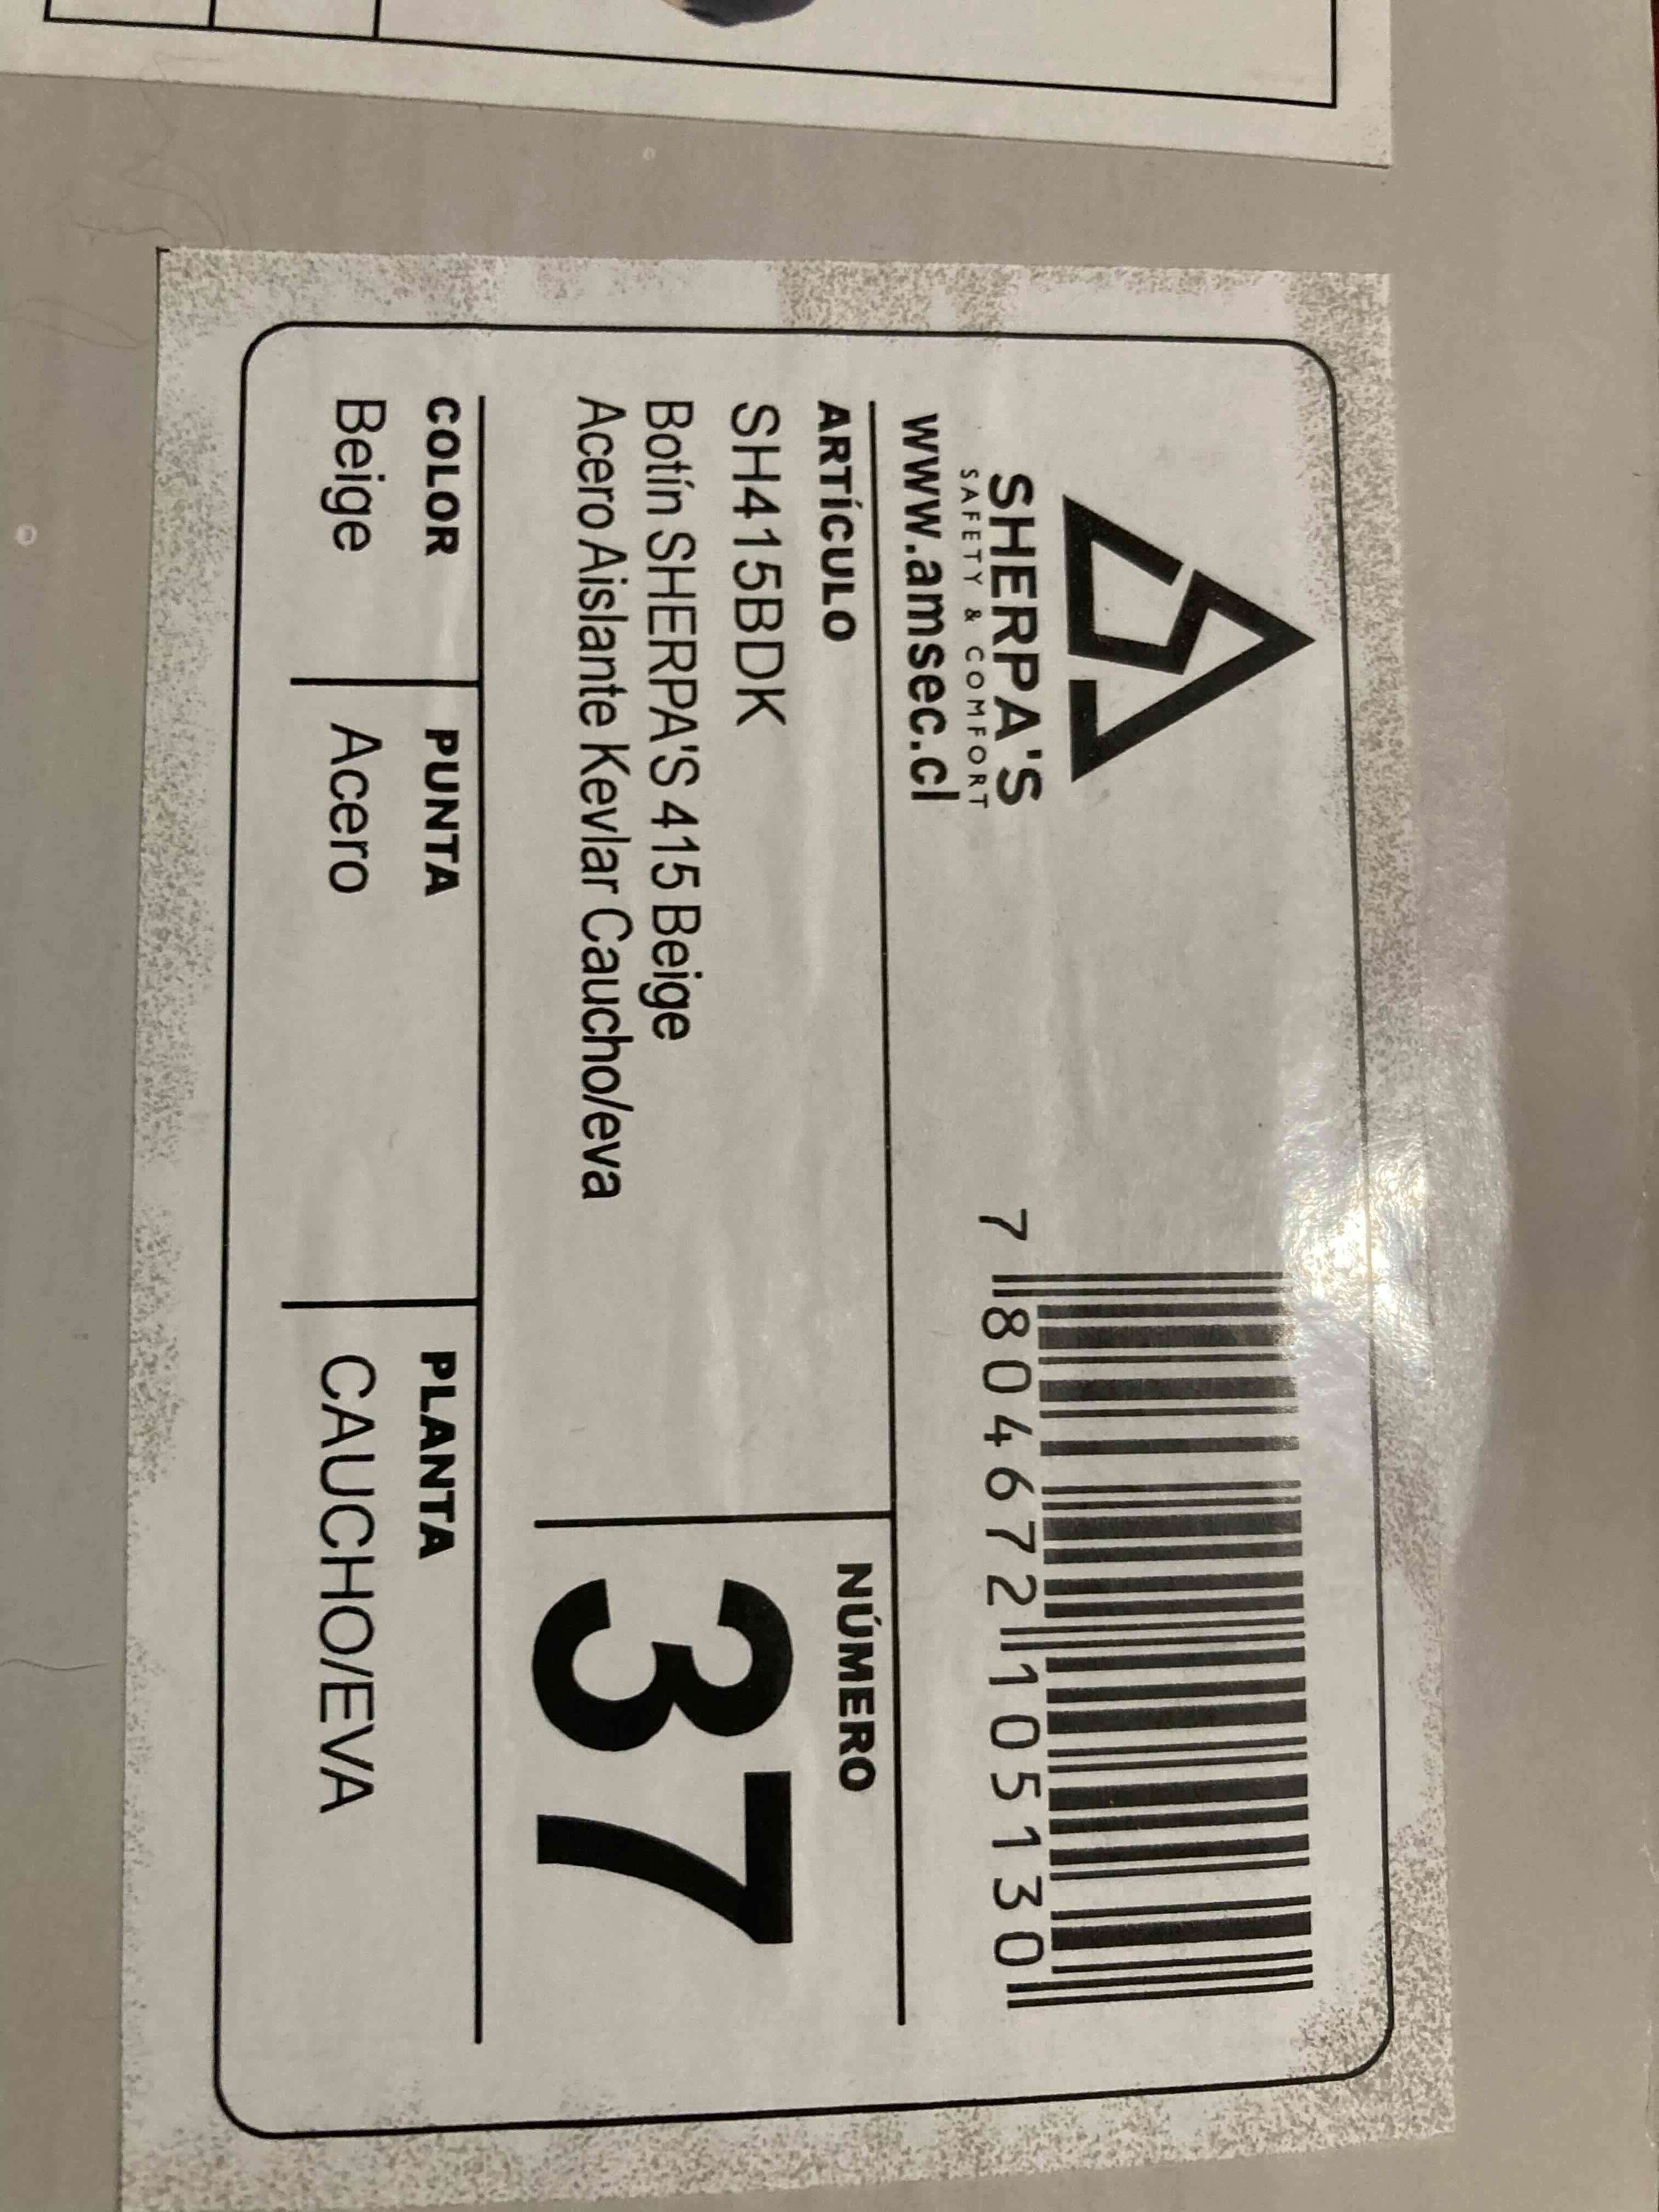 SHERPA'S
SAFETY & COMFORT
www.amsec.cl
7 804672 105130
ARTÍCULO
SH415BDK
Botín SHERPA'S 415 Beige
Acero Aislante Kevlar Caucho/eva
NÚMERO
37
COLOR
Beige
PUNTA
Acero
PLANTA
CAUCHO/EVA